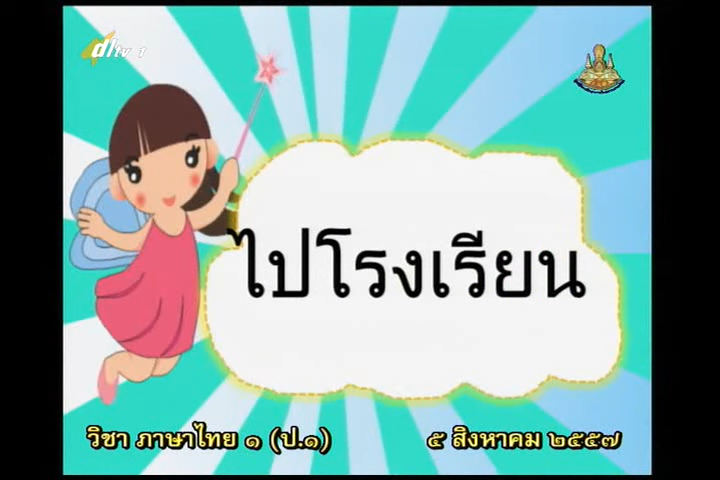 dltv 1
ไปโรงเรียน
วิชา ภาษาไทย ๑ (ป.๑) ๕ สิงหาคม ๒๕๕๗